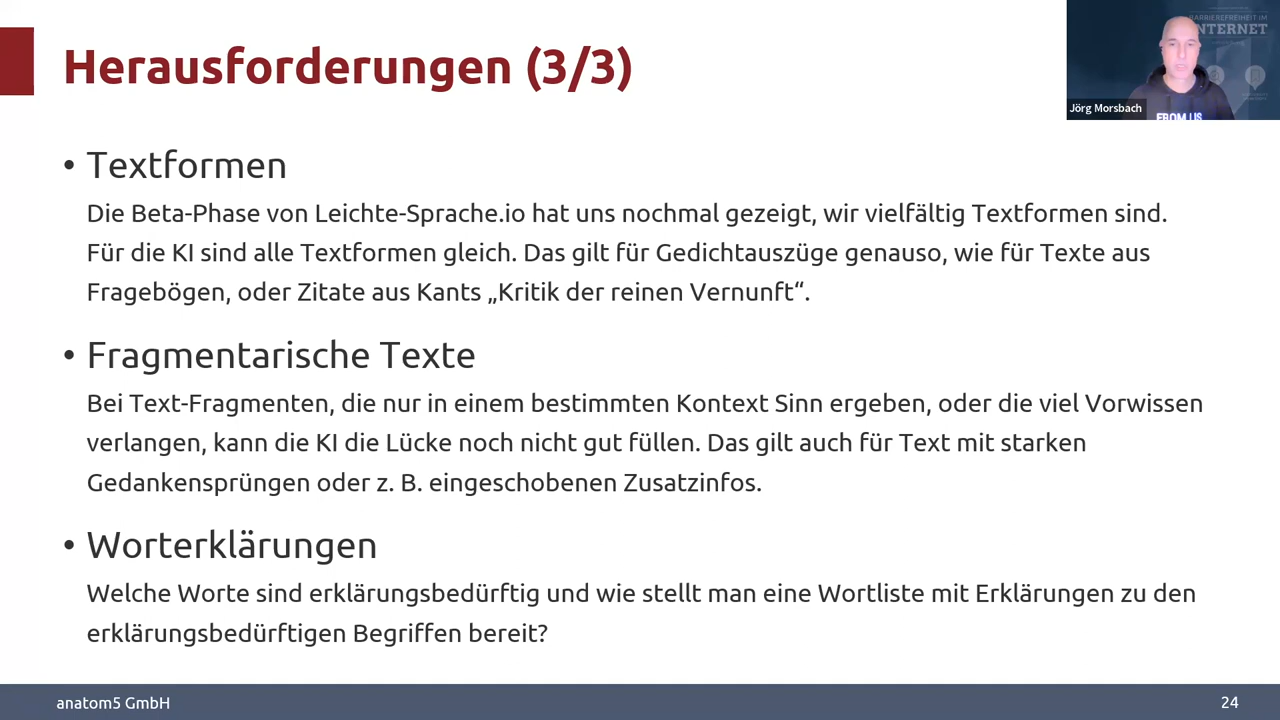 Herausforderungen (3/3)
BARRIEREFREIHEIT IM
INTERNET
Jörg Morsbach
FROM US
• Textformen
Die Beta-Phase von Leichte-Sprache.io hat uns nochmal gezeigt, wir vielfältig Textformen sind.
Für die KI sind alle Textformen gleich. Das gilt für Gedichtauszüge genauso, wie für Texte aus
Fragebögen, oder Zitate aus Kants „Kritik der reinen Vernunft“.
• Fragmentarische Texte
Bei Text-Fragmenten, die nur in einem bestimmten Kontext Sinn ergeben, oder die viel Vorwissen
verlangen, kann die KI die Lücke noch nicht gut füllen. Das gilt auch für Text mit starken
Gedankensprüngen oder z. B. eingeschobenen Zusatzinfos.
• Worterklärungen
Welche Worte sind erklärungsbedürftig und wie stellt man eine Wortliste mit Erklärungen zu den
erklärungsbedürftigen Begriffen bereit?
anatom5 GmbH
24